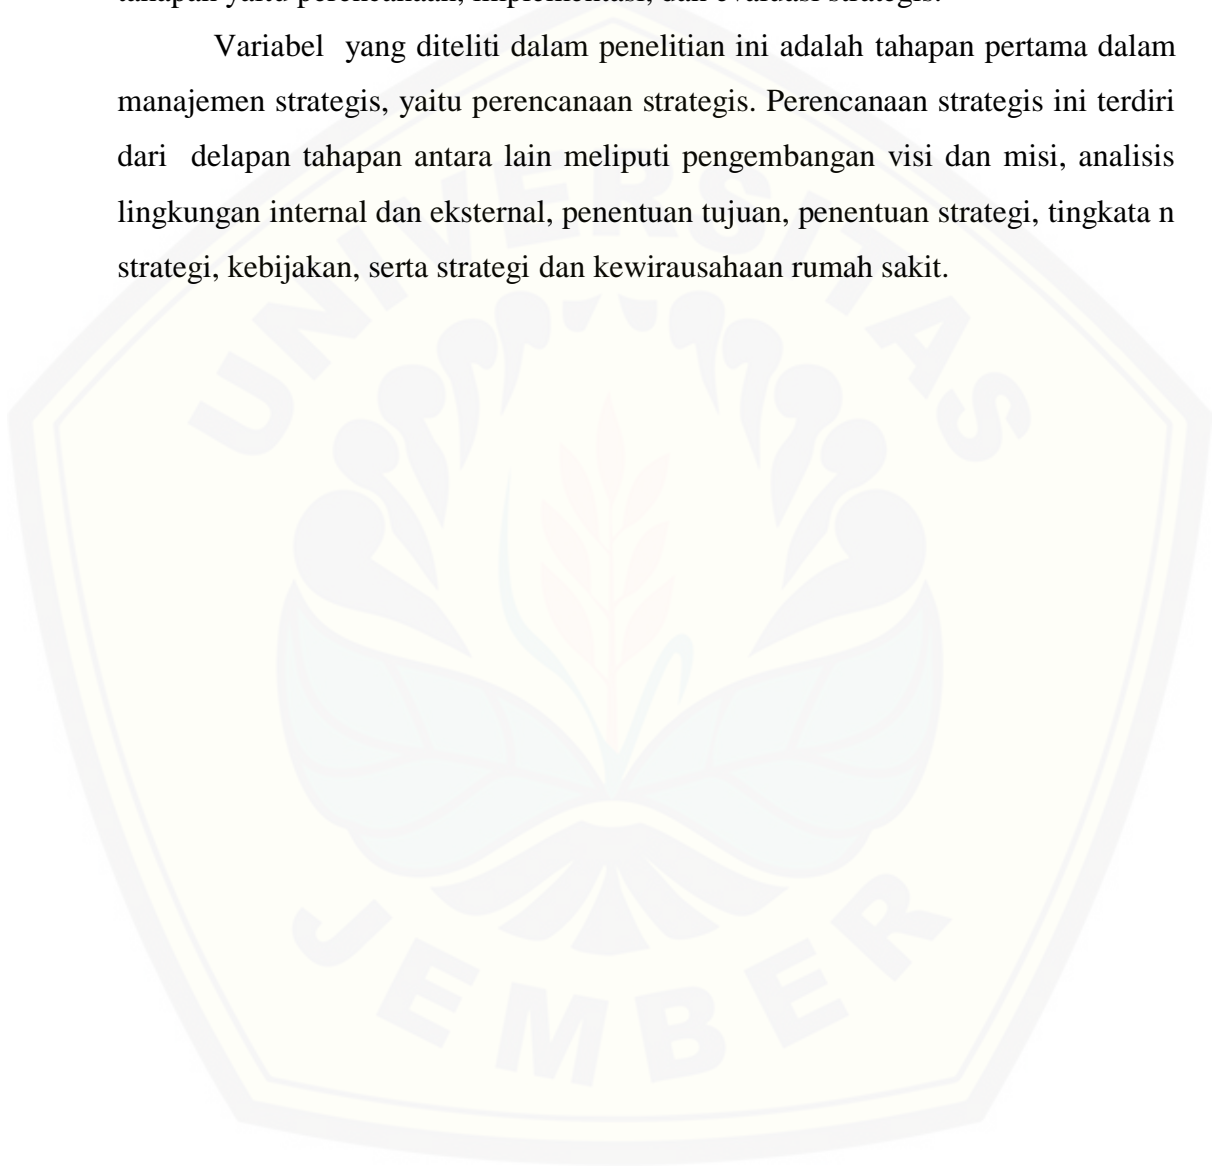 tahapan yaitu perencanaan, implementasi, dan evaluasi strategis.
Variabel yang diteliti dalam penelitian ini adalah tahapan pertama dalam
manajemen strategis, yaitu perencanaan strategis. Perencanaan strategis ini terdiri
dari delapan tahapan antara lain meliputi pengembangan visi dan misi, analisis
lingkungan internal dan eksternal, penentuan tujuan, penentuan strategi, tingkata n
strategi, kebijakan, serta strategi dan kewirausahaan rumah sakit.
UNIVERSITAS
JEMBER